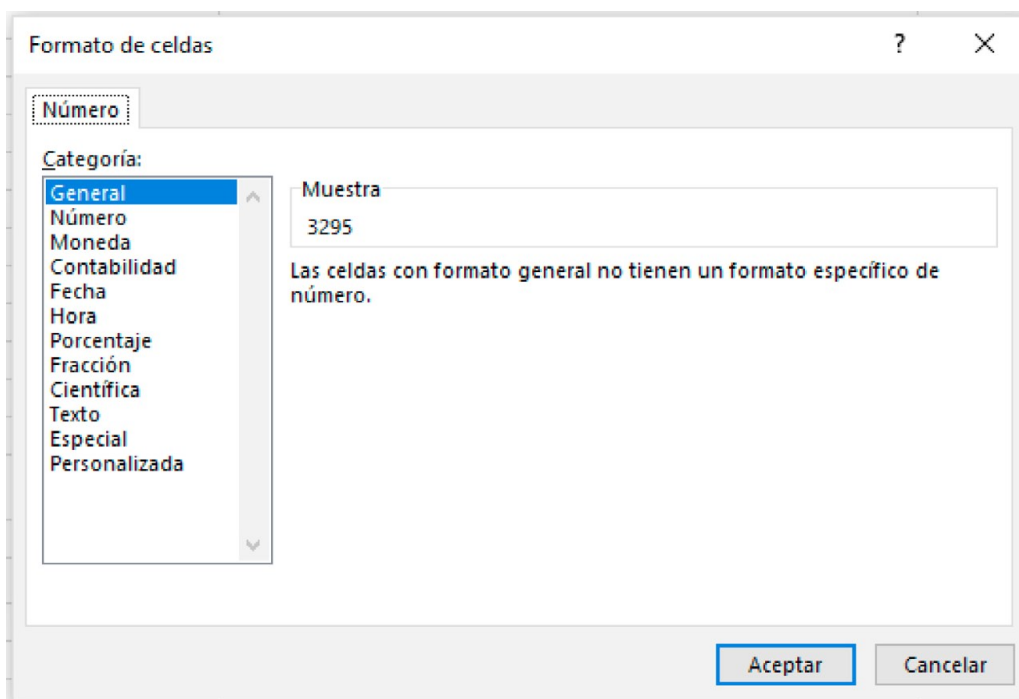 Formato de celdas
Número
Categoría:
General
Número
Moneda
Contabilidad
Fecha
Hora
Porcentaje
Fracción
Científica
Texto
Especial
Personalizada
Muestra
3295
Las celdas con formato general no tienen un formato específico de
número.
Aceptar
Cancelar